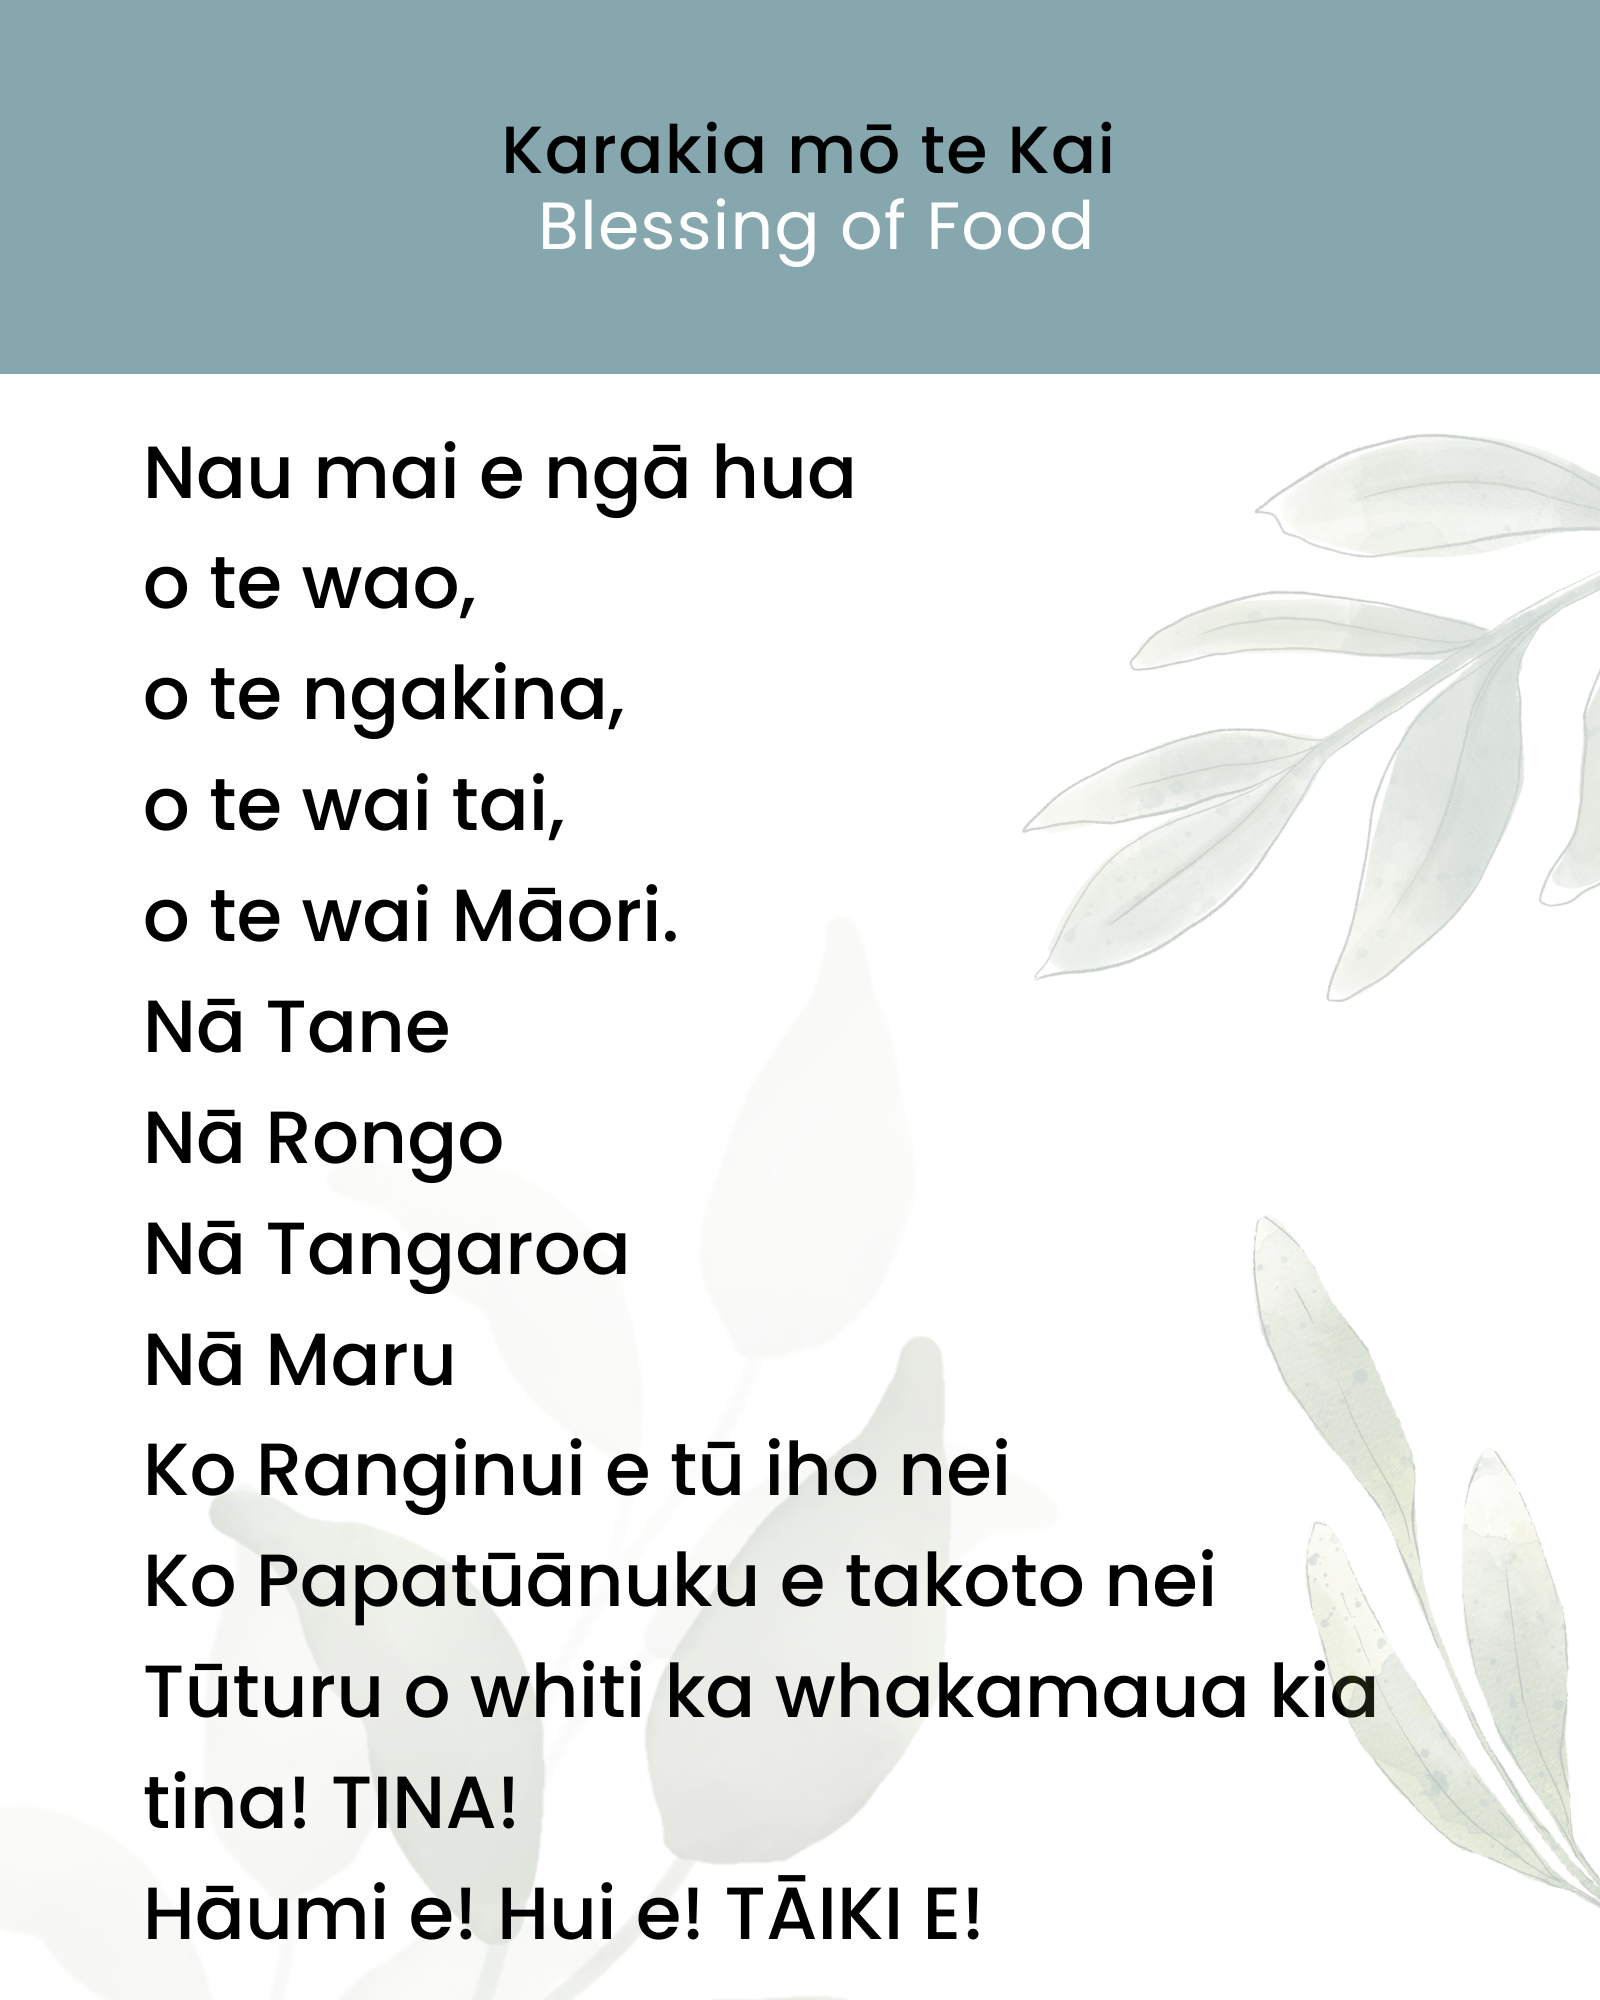 Karakia mō te Kai
Blessing of Food
Nau mai e ngā hua
o te wao,
o te ngakina,
o te wai tai,
o te wai Māori.
Nā Tane
Nā Rongo
Nā Tangaroa
Nā Maru
Ko Ranginui e tū iho nei
Ko Papatūānuku e takoto nei
Tūturu o whiti ka whakamaua kia
tina! TINA!
Hāumi e! Hui e! TĀIKI E!